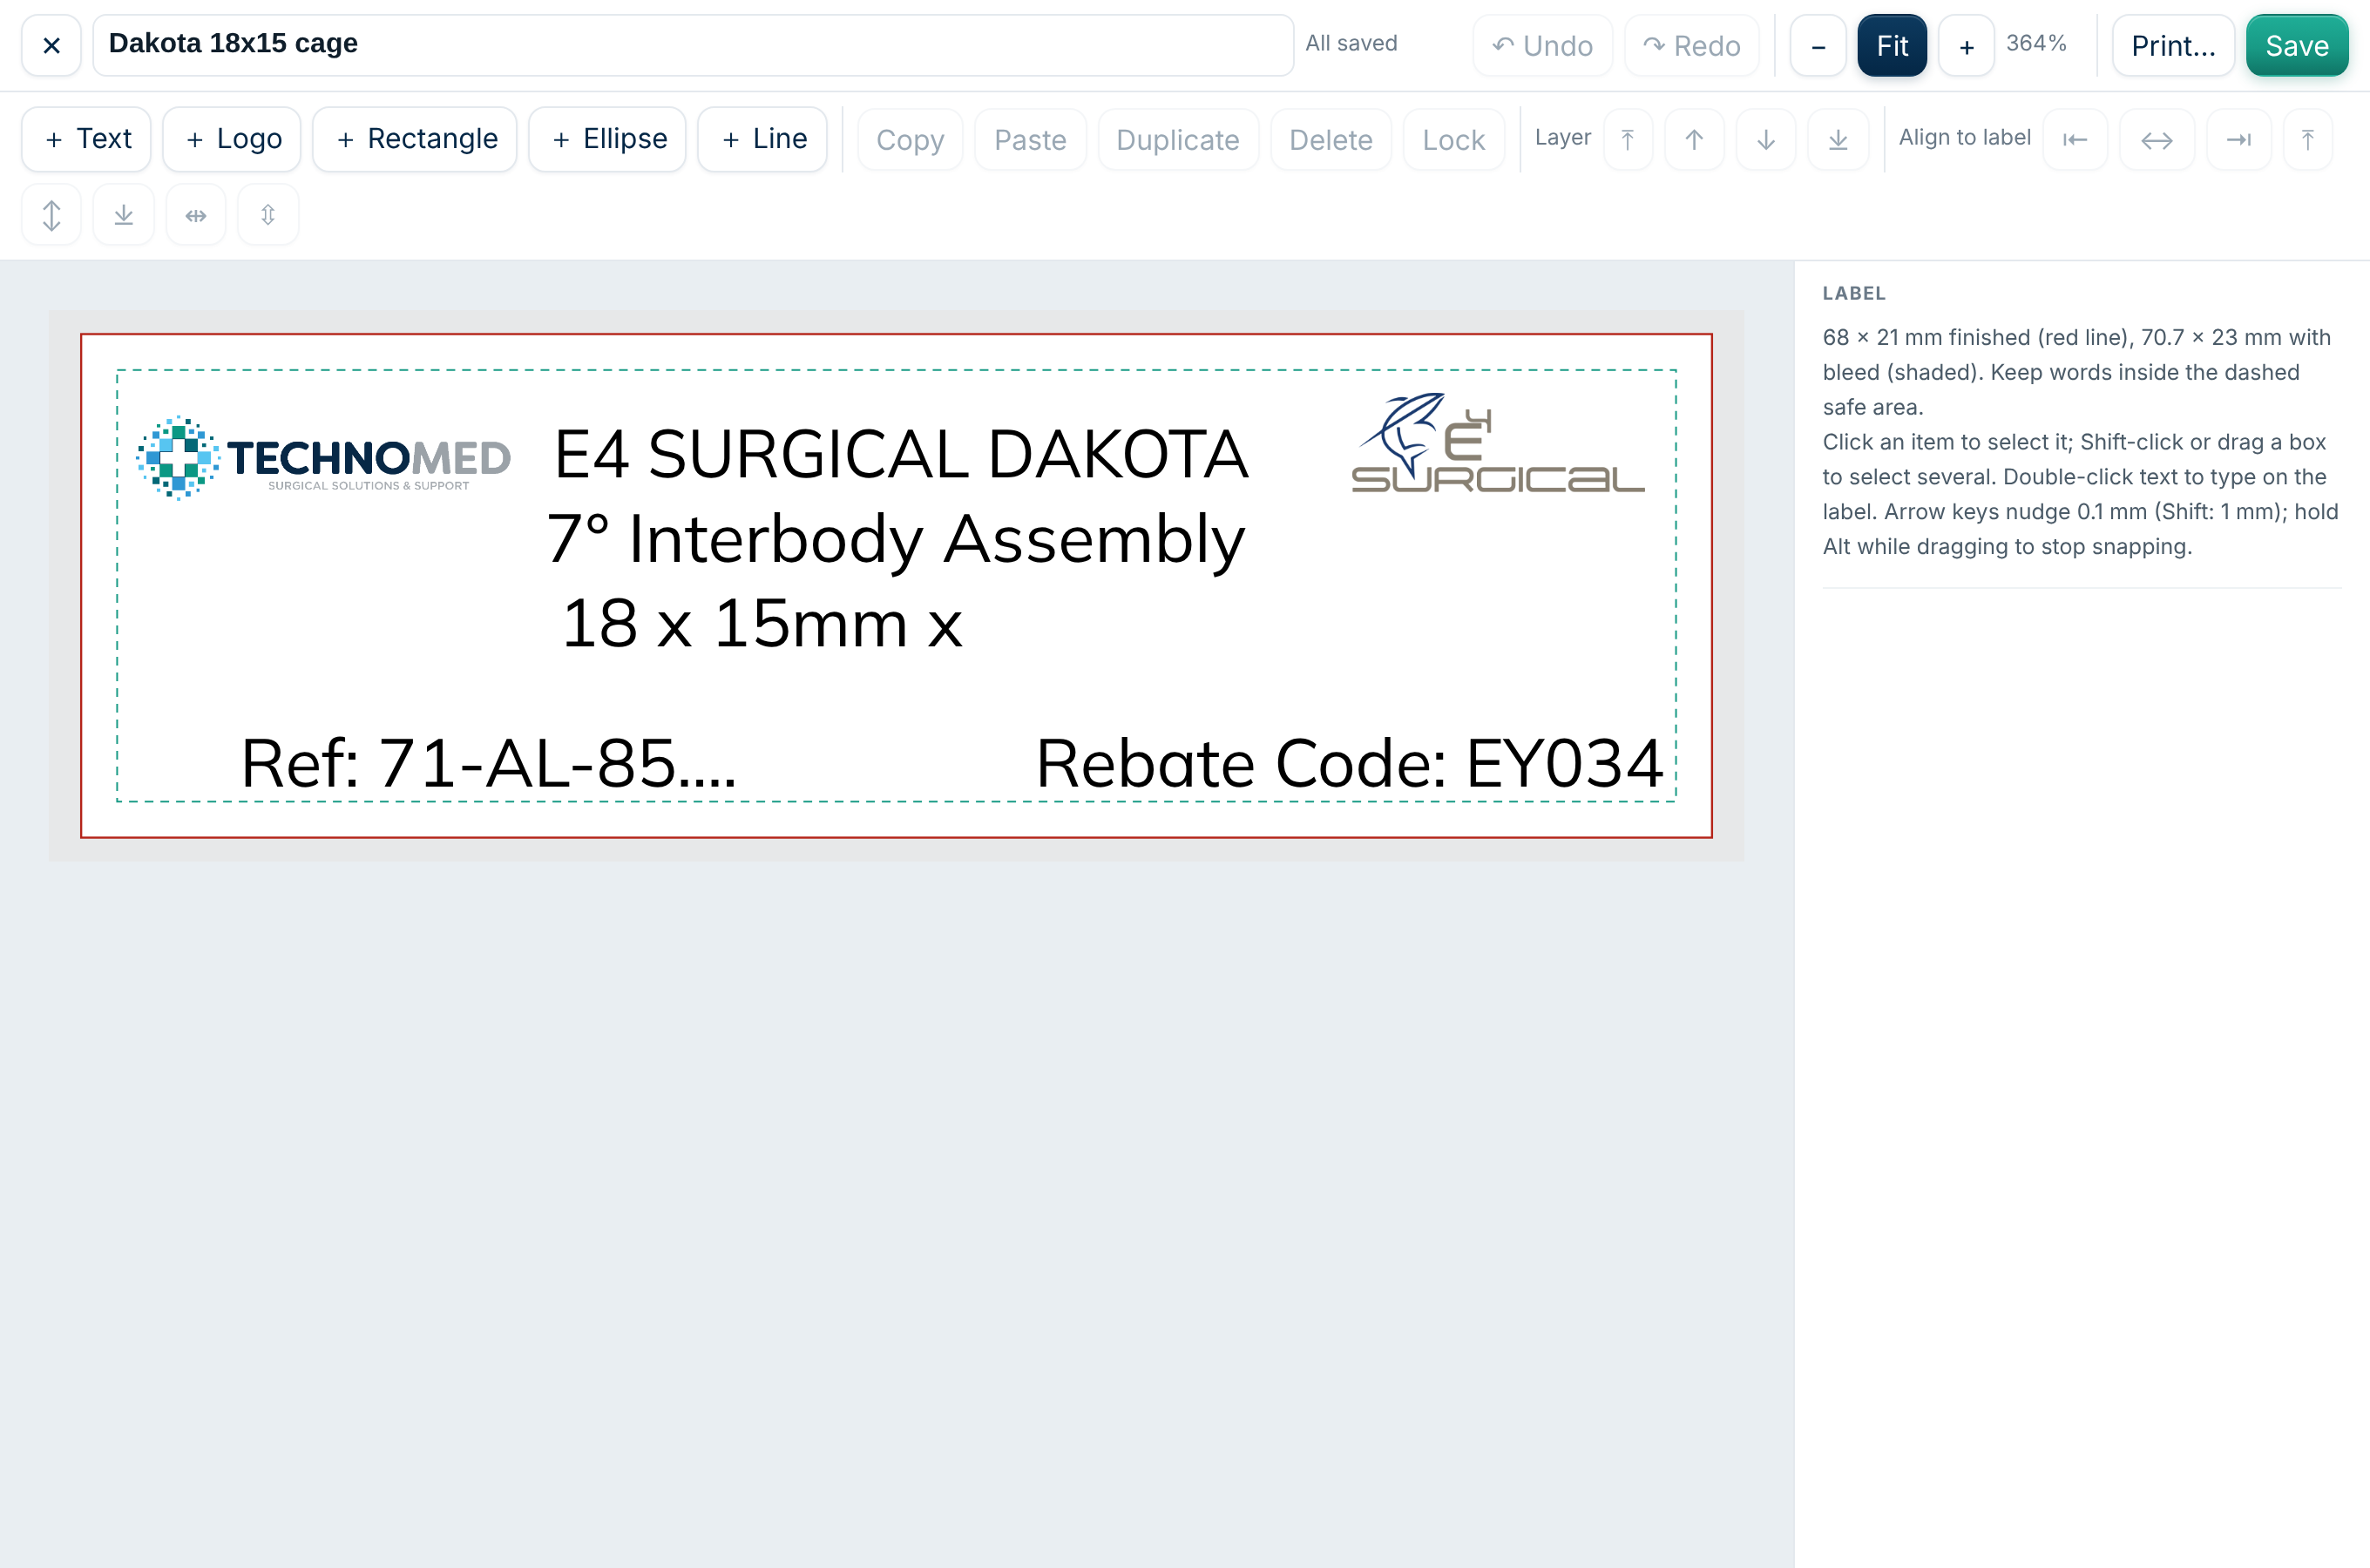 ✕ Dakota 18x15 cage All saved ↶ Undo ↷ Redo − Fit + 364% Print… Save
+ Text + Logo + Rectangle + Ellipse + Line Copy Paste Duplicate Delete Lock Layer ⤒ ↑ ↓ ⤓ Align to label ⇤ ↔ ⇥ ⤒
↕ ⤓ ⇹ ⇳
LABEL
68 × 21 mm finished (red line), 70.7 × 23 mm with
bleed (shaded). Keep words inside the dashed
safe area.
Click an item to select it; Shift-click or drag a box
to select several. Double-click text to type on the
label. Arrow keys nudge 0.1 mm (Shift: 1 mm); hold
Alt while dragging to stop snapping.
TECHNOMED
SURGICAL SOLUTIONS & SUPPORT
E4 SURGICAL DAKOTA
E4
SURGICAL
7° Interbody Assembly
18 x 15mm x
Ref: 71-AL-85....
Rebate Code: EY034